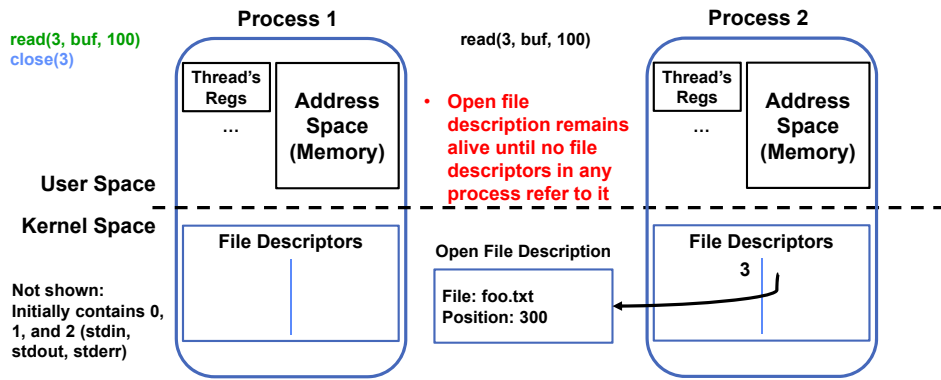 Process 1
Process 2
read(3, buf, 100)
close(3)
read(3, buf, 100)
Thread's
Regs
…
Address
Space
(Memory)
• Open file
description remains
alive until no file
descriptors in any
process refer to it
Thread's
Regs
…
Address
Space
(Memory)
User Space
Kernel Space
File Descriptors
Open File Description
File: foo.txt
Position: 300
File Descriptors
3
Not shown:
Initially contains 0,
1, and 2 (stdin,
stdout, stderr)